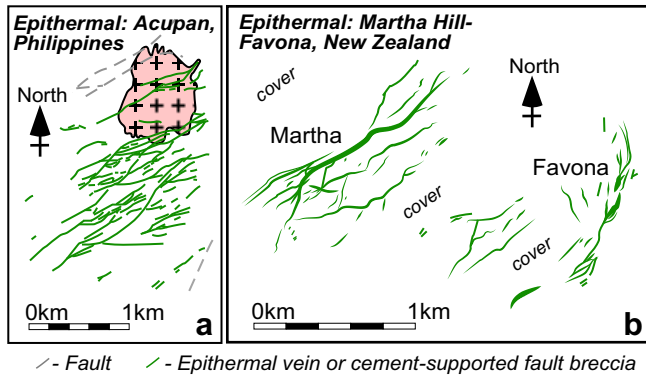 Epithermal: Acupan,
Philippines
North
0km 1km
a
Epithermal: Martha Hill-
Favona, New Zealand
cover
North
Martha
Favona
cover
cover
0km 1km
b
- Fault - Epithermal vein or cement-supported fault breccia